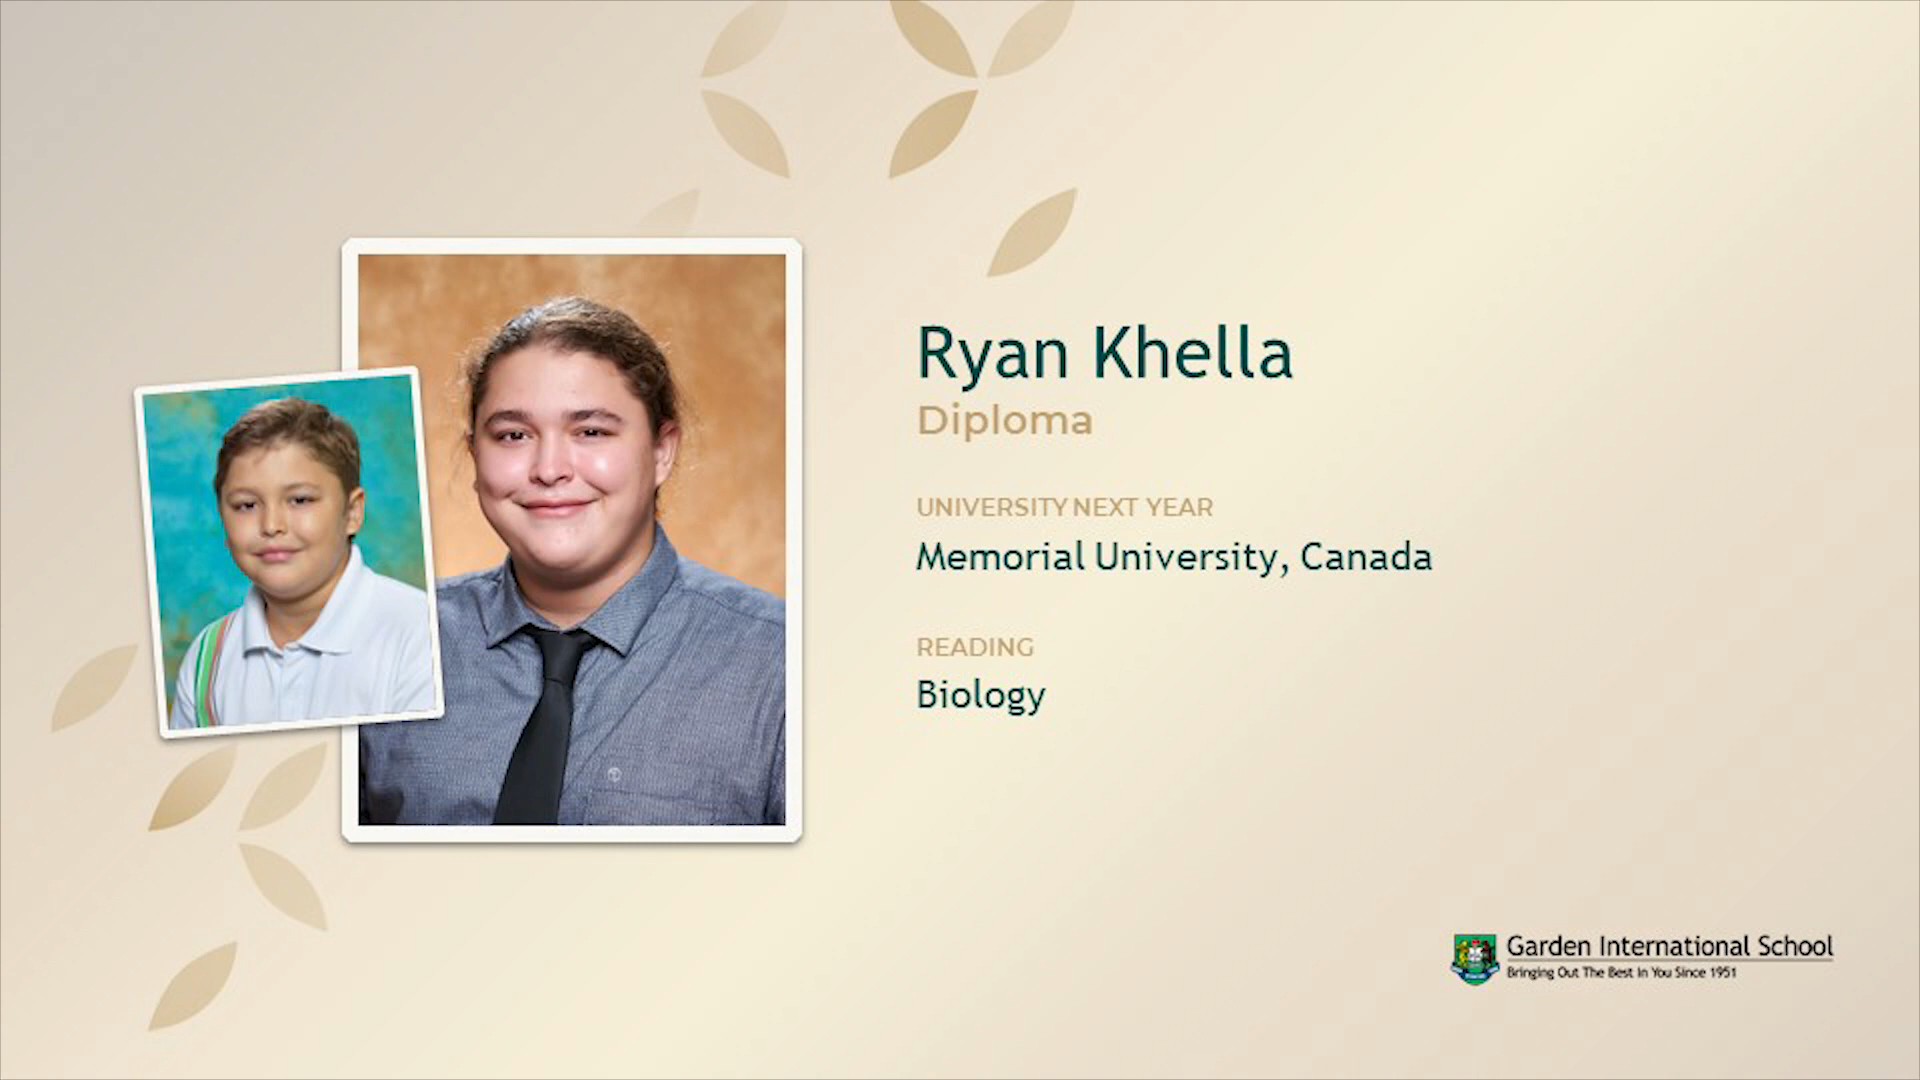 Ryan Khella
Diploma
UNIVERSITY NEXT YEAR
Memorial University, Canada
READING
Biology
Garden International School
Bringing Out The Best In You Since 1951